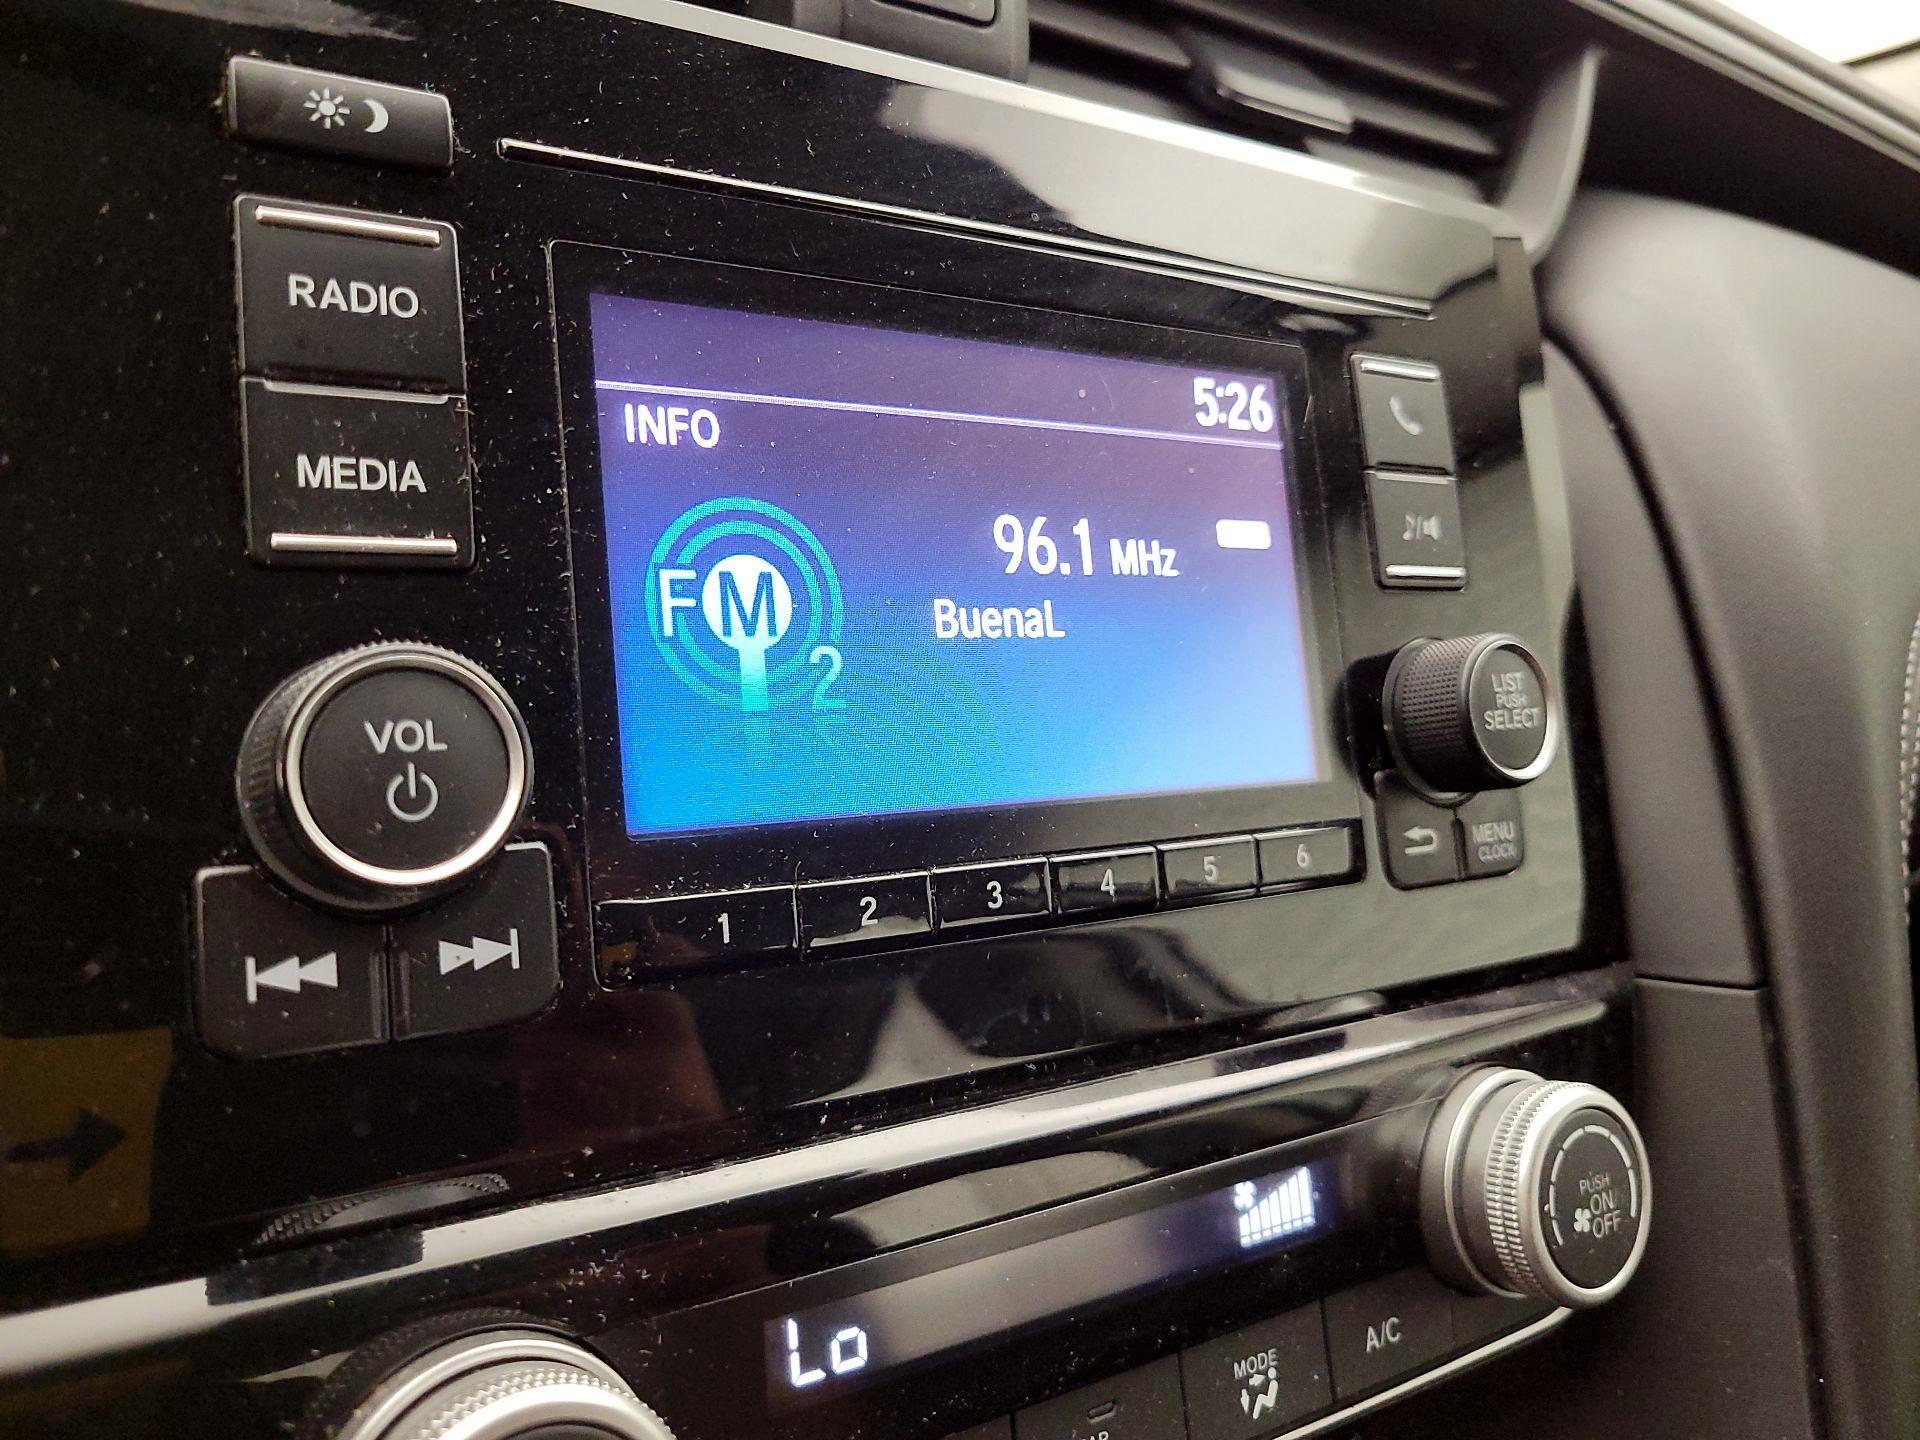 RADIO
MEDIA
VOL
5:26
INFO
96.1 MHz
FM
2
BuenaL
LIST
PUSH
SELECT
MENU
CLOCK
1 2 3 4 5 6
PUSH
ON
OFF
Lo
MODE
A/C